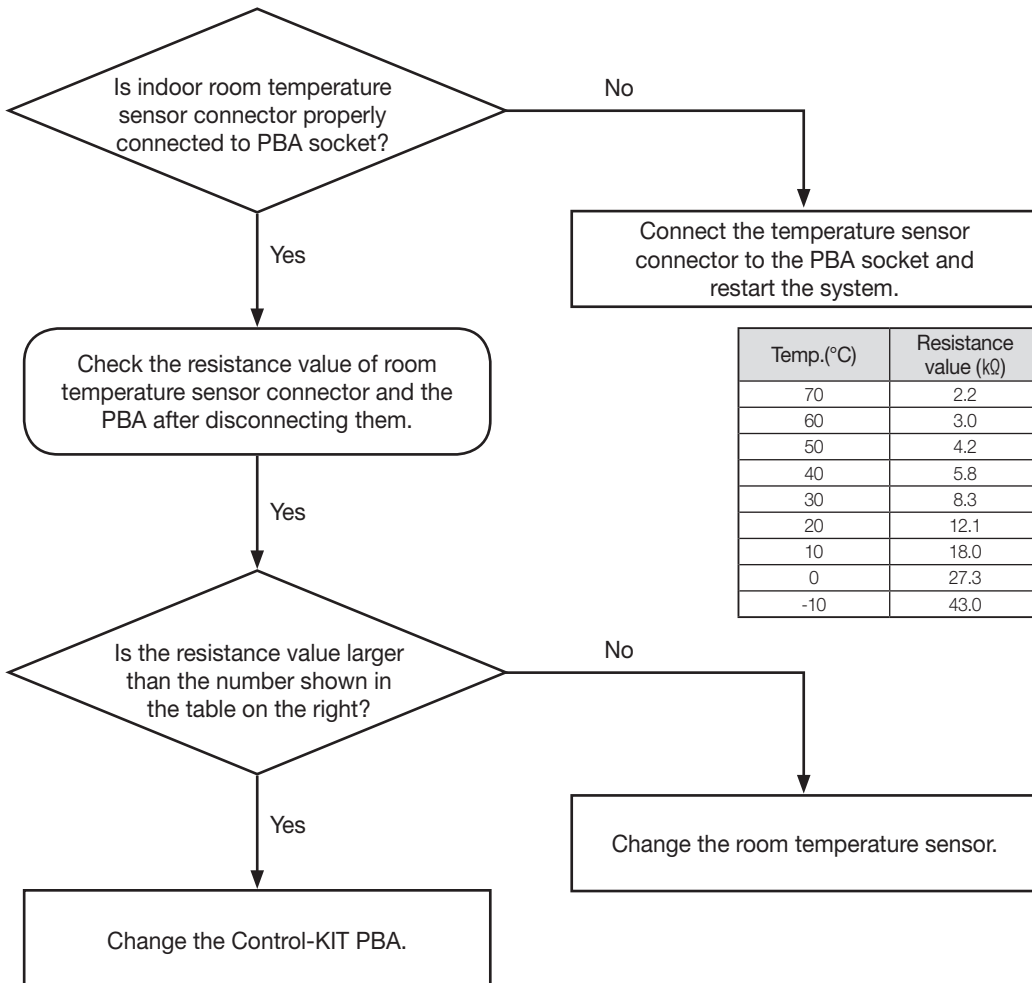 Is indoor room temperature
sensor connector properly
connected to PBA socket?
No
Yes
Connect the temperature sensor
connector to the PBA socket and
restart the system.
Check the resistance value of room
temperature sensor connector and the
PBA after disconnecting them.
Temp.(°C) Resistance value (kΩ)
70 2.2
60 3.0
50 4.2
40 5.8
30 8.3
20 12.1
10 18.0
0 27.3
-10 43.0
Yes
Is the resistance value larger
than the number shown in
the table on the right?
No
Yes
Change the room temperature sensor.
Change the Control-KIT PBA.